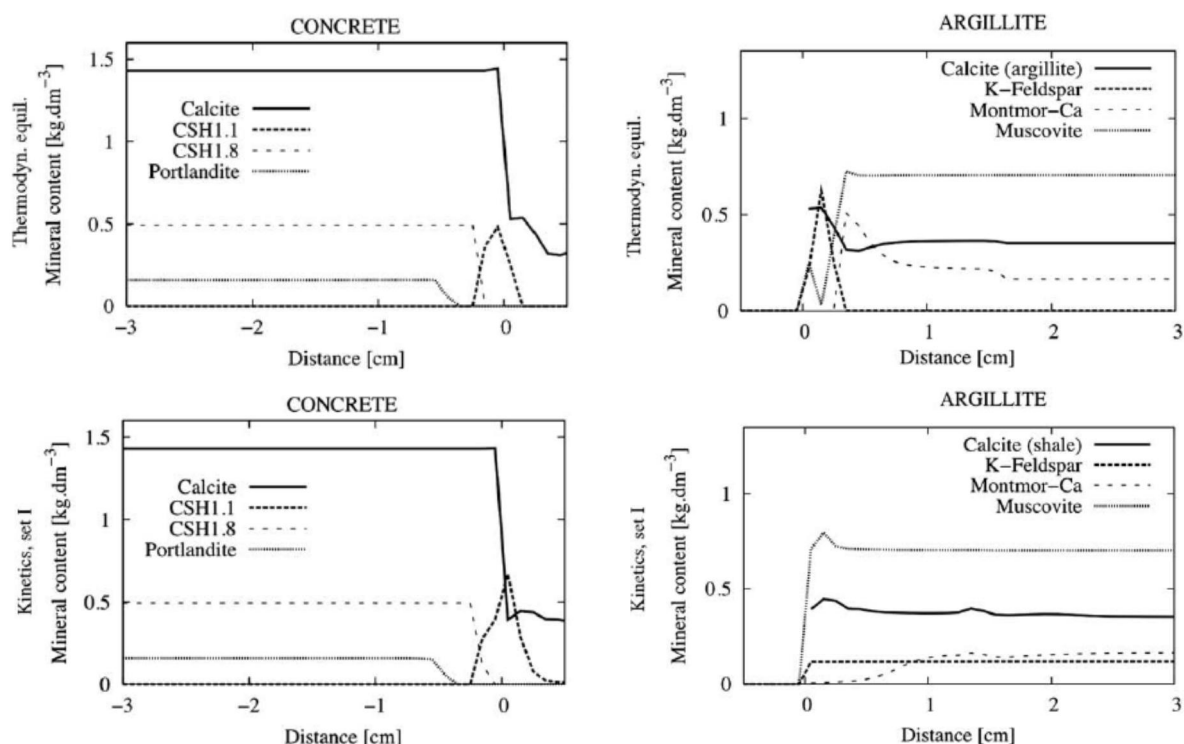 CONCRETE
Thermodyn. equil.
Mineral content [kg.dm−3]
1.5
1
0.5
0
Calcite
CSH1.1
CSH1.8
Portlandite
−3
−2
−1
0
Distance [cm]
ARGILLITE
Thermodyn. equil.
Mineral content [kg.dm−3]
1
0.5
0
Calcite (argillite)
K−Feldspar
Montmor−Ca
Muscovite
0
1
2
3
Distance [cm]
CONCRETE
Kinetics, set I
Mineral content [kg.dm−3]
1.5
1
0.5
0
Calcite
CSH1.1
CSH1.8
Portlandite
−3
−2
−1
0
Distance [cm]
ARGILLITE
Kinetics, set I
Mineral content [kg.dm−3]
1
0.5
0
Calcite (shale)
K−Feldspar
Montmor−Ca
Muscovite
0
1
2
3
Distance [cm]